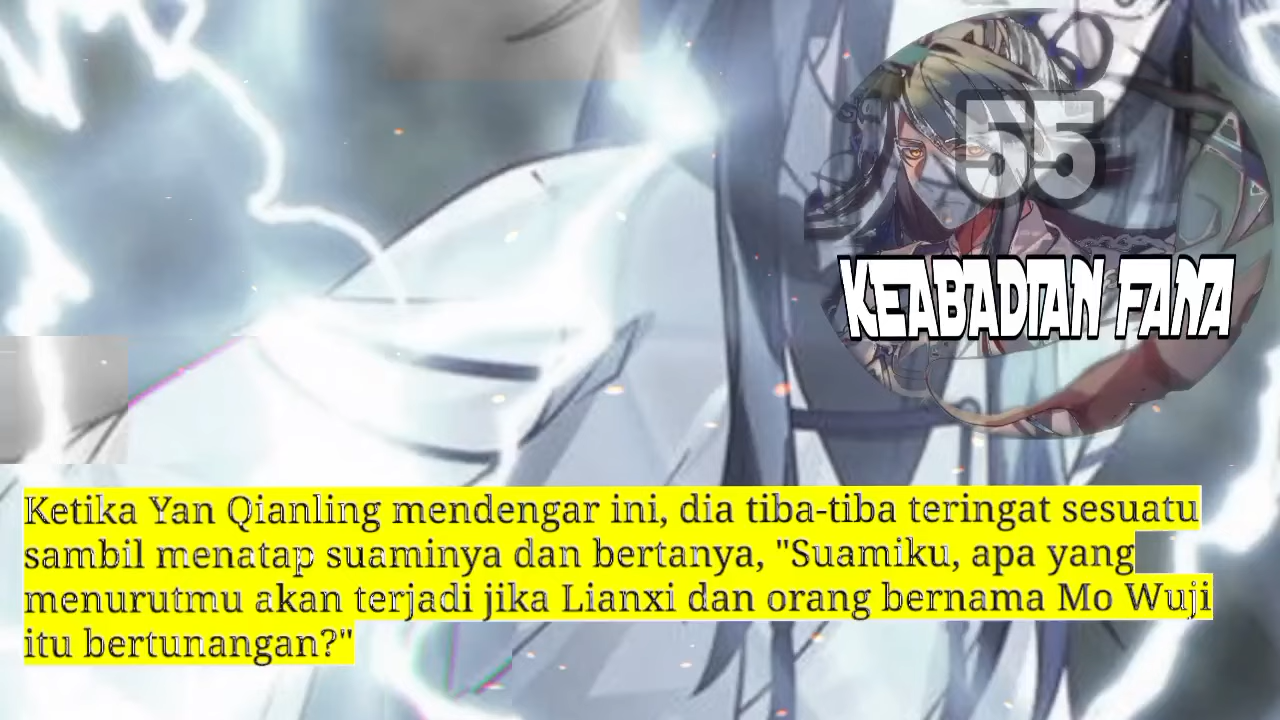 55
KEABADIAN FANA
Ketika Yan Qianling mendengar ini, dia tiba-tiba teringat sesuatu
sambil menatap suaminya dan bertanya, "Suamiku, apa yang
menurutmu akan terjadi jika Lianxi dan orang bernama Mo Wuji
itu bertunangan?"